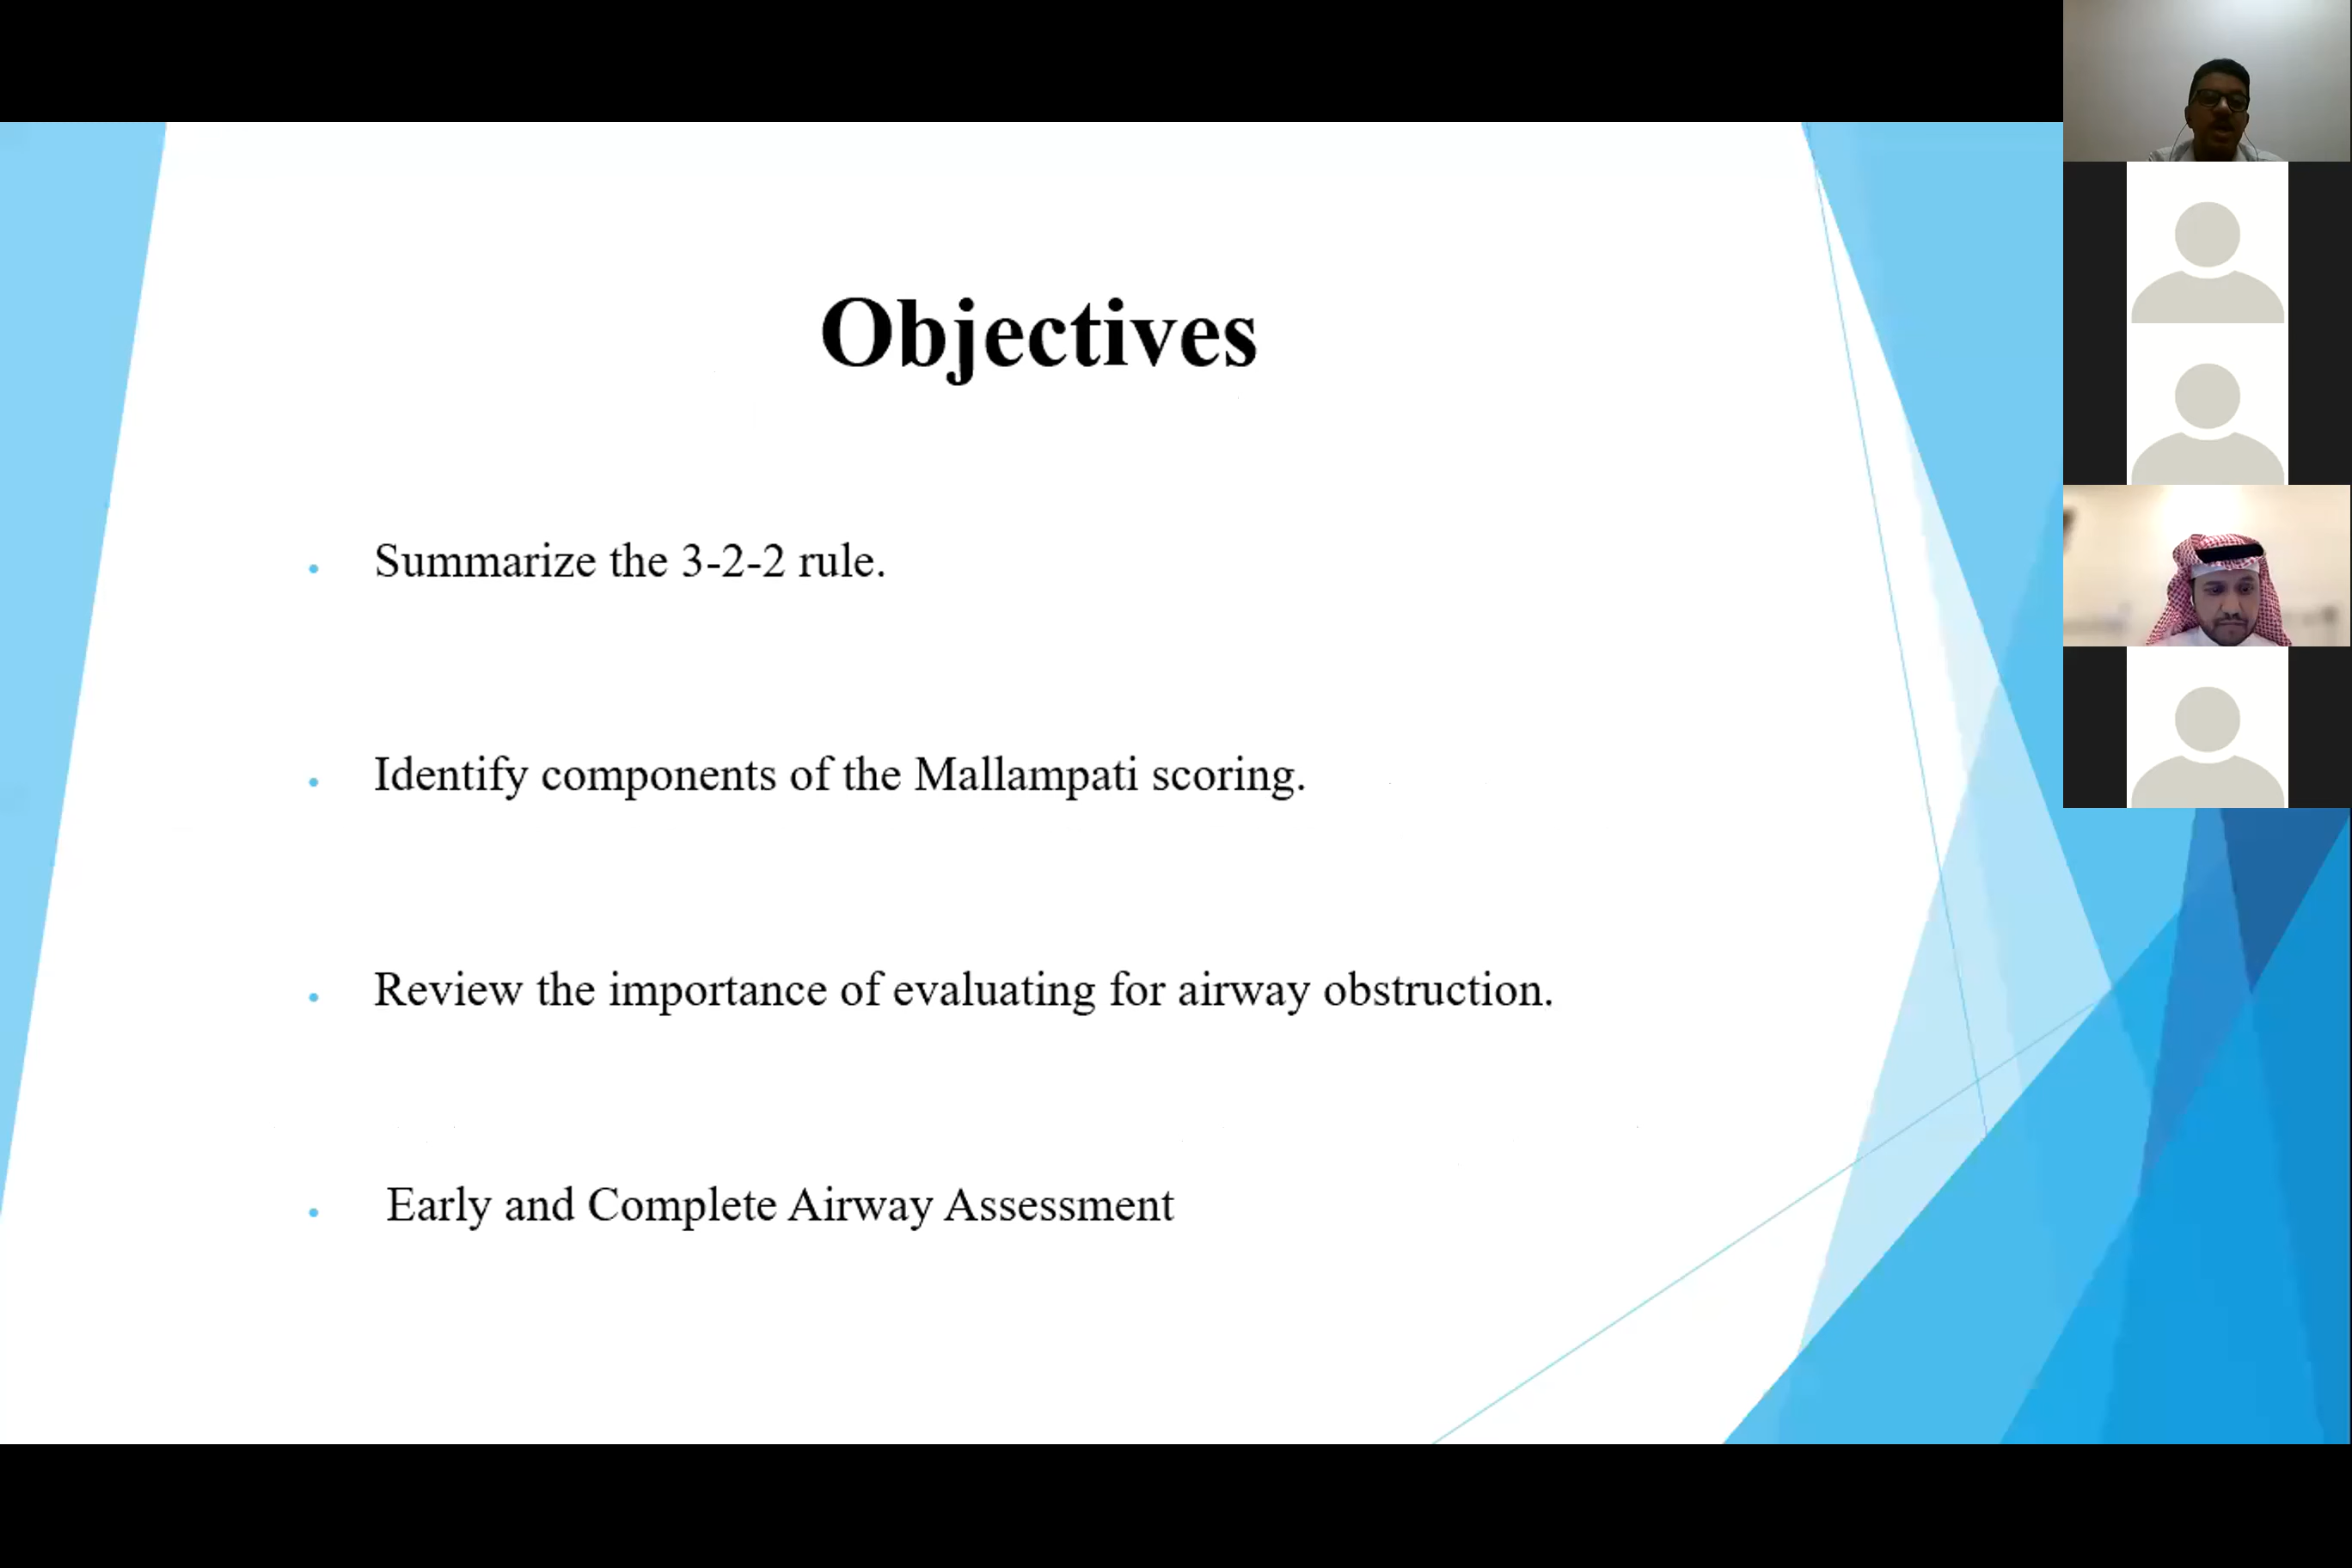 Objectives
Summarize the 3-2-2 rule.
Identify components of the Mallampati scoring.
Review the importance of evaluating for airway obstruction.
Early and Complete Airway Assessment